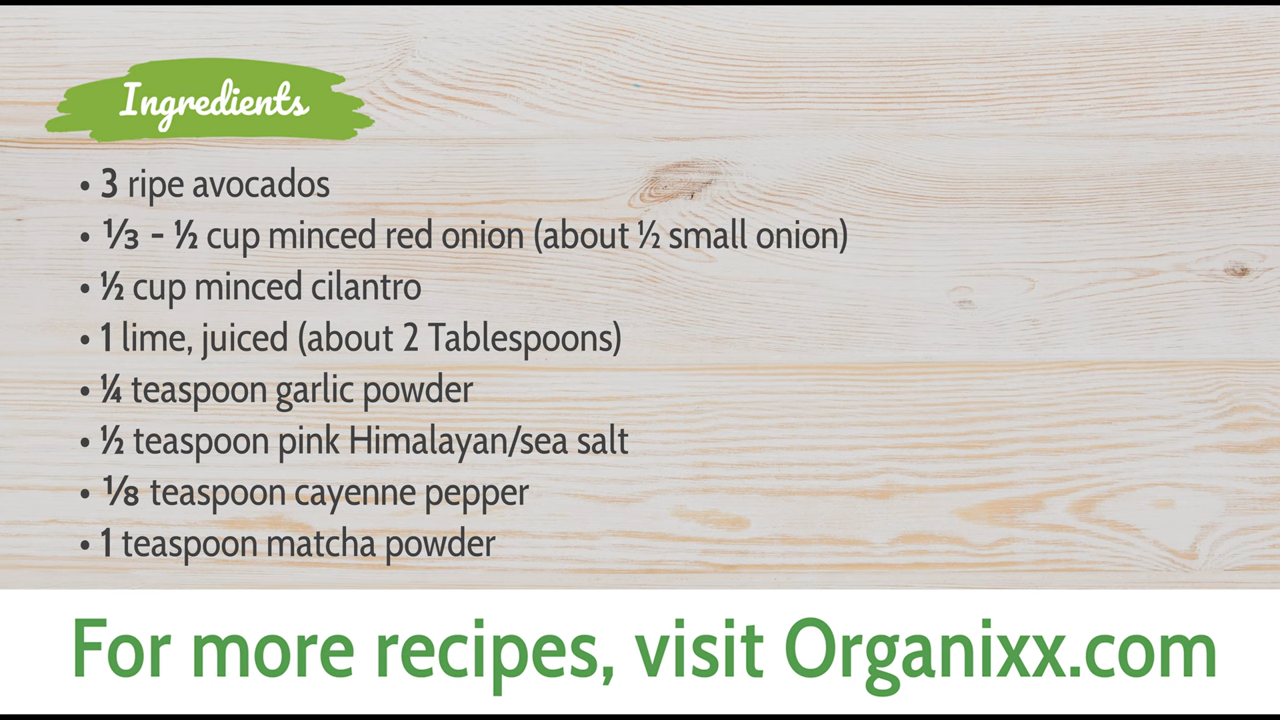 Ingredients
• 3 ripe avocados
• ⅓ - ½ cup minced red onion (about ½ small onion)
• ½ cup minced cilantro
• 1 lime, juiced (about 2 Tablespoons)
• ¼ teaspoon garlic powder
• ½ teaspoon pink Himalayan/sea salt
• ⅛ teaspoon cayenne pepper
• 1 teaspoon matcha powder
For more recipes, visit Organixx.com